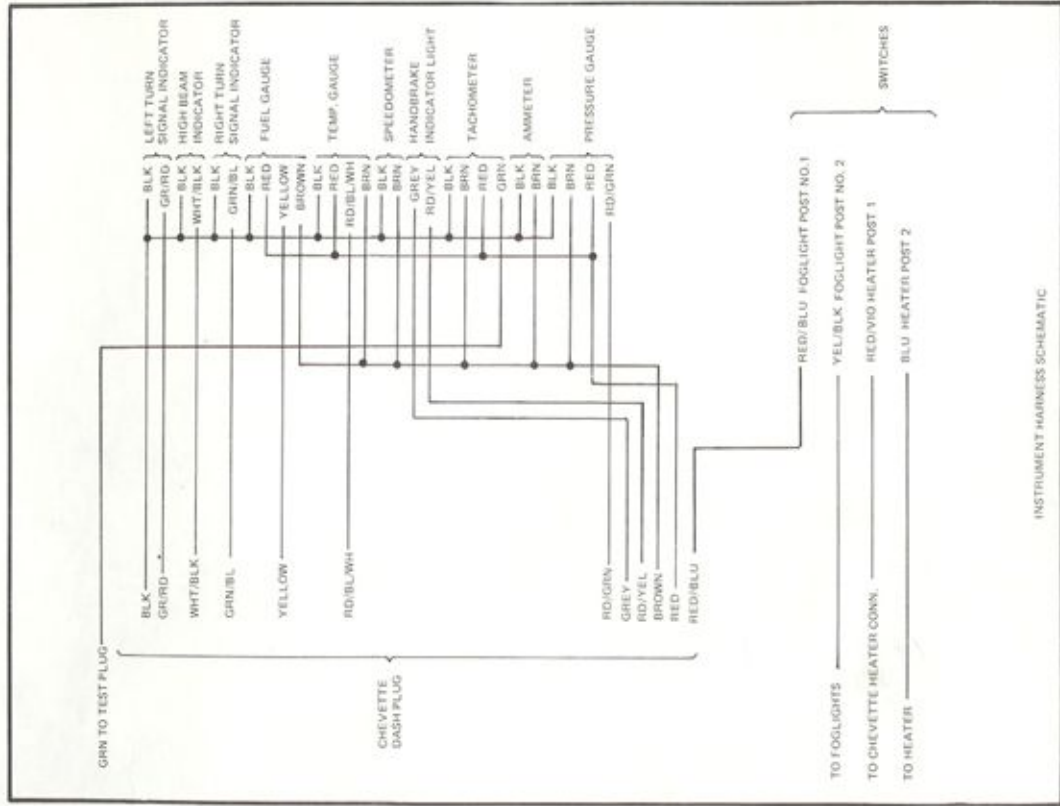 GRN TO TEST PLUG
BLK
GR/RD
WHT/BLK
GRN/BL
YELLOW
RD/BL/WH
RD/GRN
GREY
RD/YEL
BROWN
RED
RED/BLU
CHEVETTE
DASH PLUG
BLK
GR/RD
LEFT TURN
SIGNAL INDICATOR
BLK
WHT/BLK
HIGH BEAM
INDICATOR
BLK
GRN/BL
RIGHT TURN
SIGNAL INDICATOR
BLK
RED
YELLOW
BROWN
FUEL GAUGE
BLK
RED
RD/BL/WH
BRN
TEMP. GAUGE
BLK
BRN
SPEEDOMETER
GREY
RD/YEL
HANDBRAKE
INDICATOR LIGHT
BLK
BRN
RED
GRN
TACHOMETER
BLK
BRN
AMMETER
BLK
BRN
RED
RD/GRN
PRESSURE GAUGE
RED/BLU FOGLIGHT POST NO.1
TO FOGLIGHTS YEL/BLK FOGLIGHT POST NO. 2
TO CHEVETTE HEATER CONN. RED/VIO HEATER POST 1
TO HEATER BLU HEATER POST 2
SWITCHES
INSTRUMENT HARNESS SCHEMATIC